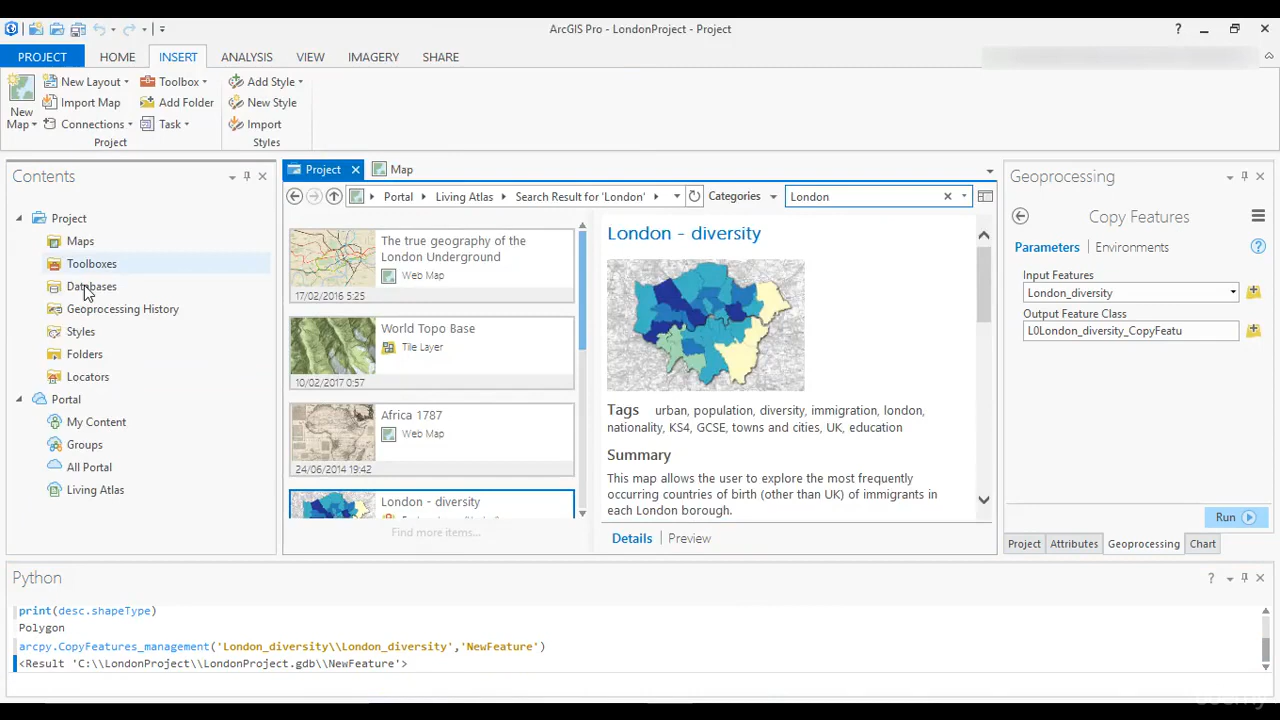 ArcGIS Pro - LondonProject - Project
?
PROJECT HOME INSERT ANALYSIS VIEW IMAGERY SHARE
New Map
New Layout
Import Map
Connections
Toolbox
Add Folder
Task
Project
Add Style
New Style
Import
Styles
Contents
Project
Maps
Toolboxes
Databases
Geoprocessing History
Styles
Folders
Locators
Portal
My Content
Groups
All Portal
Living Atlas
Project Map
Portal Living Atlas Search Result for 'London' Categories London
The true geography of the
London Underground
Web Map
17/02/2016 5:25
World Topo Base
Tile Layer
10/02/2017 0:57
Africa 1787
Web Map
24/06/2014 19:42
London - diversity
Find more items...
London - diversity
Tags urban, population, diversity, immigration, london,
nationality, KS4, GCSE, towns and cities, UK, education
Summary
This map allows the user to explore the most frequently
occurring countries of birth (other than UK) of immigrants in
each London borough.
Details Preview
Geoprocessing
Copy Features
Parameters Environments
?
Input Features
London_diversity
Output Feature Class
L0London_diversity_CopyFeatu
Run
Project Attributes Geoprocessing Chart
Python
?
print(desc.shapeType)
Polygon
arcpy.CopyFeatures_management('London_diversity\\London_diversity','NewFeature')
<Result 'C:\\LondonProject\\LondonProject.gdb\\NewFeature'>